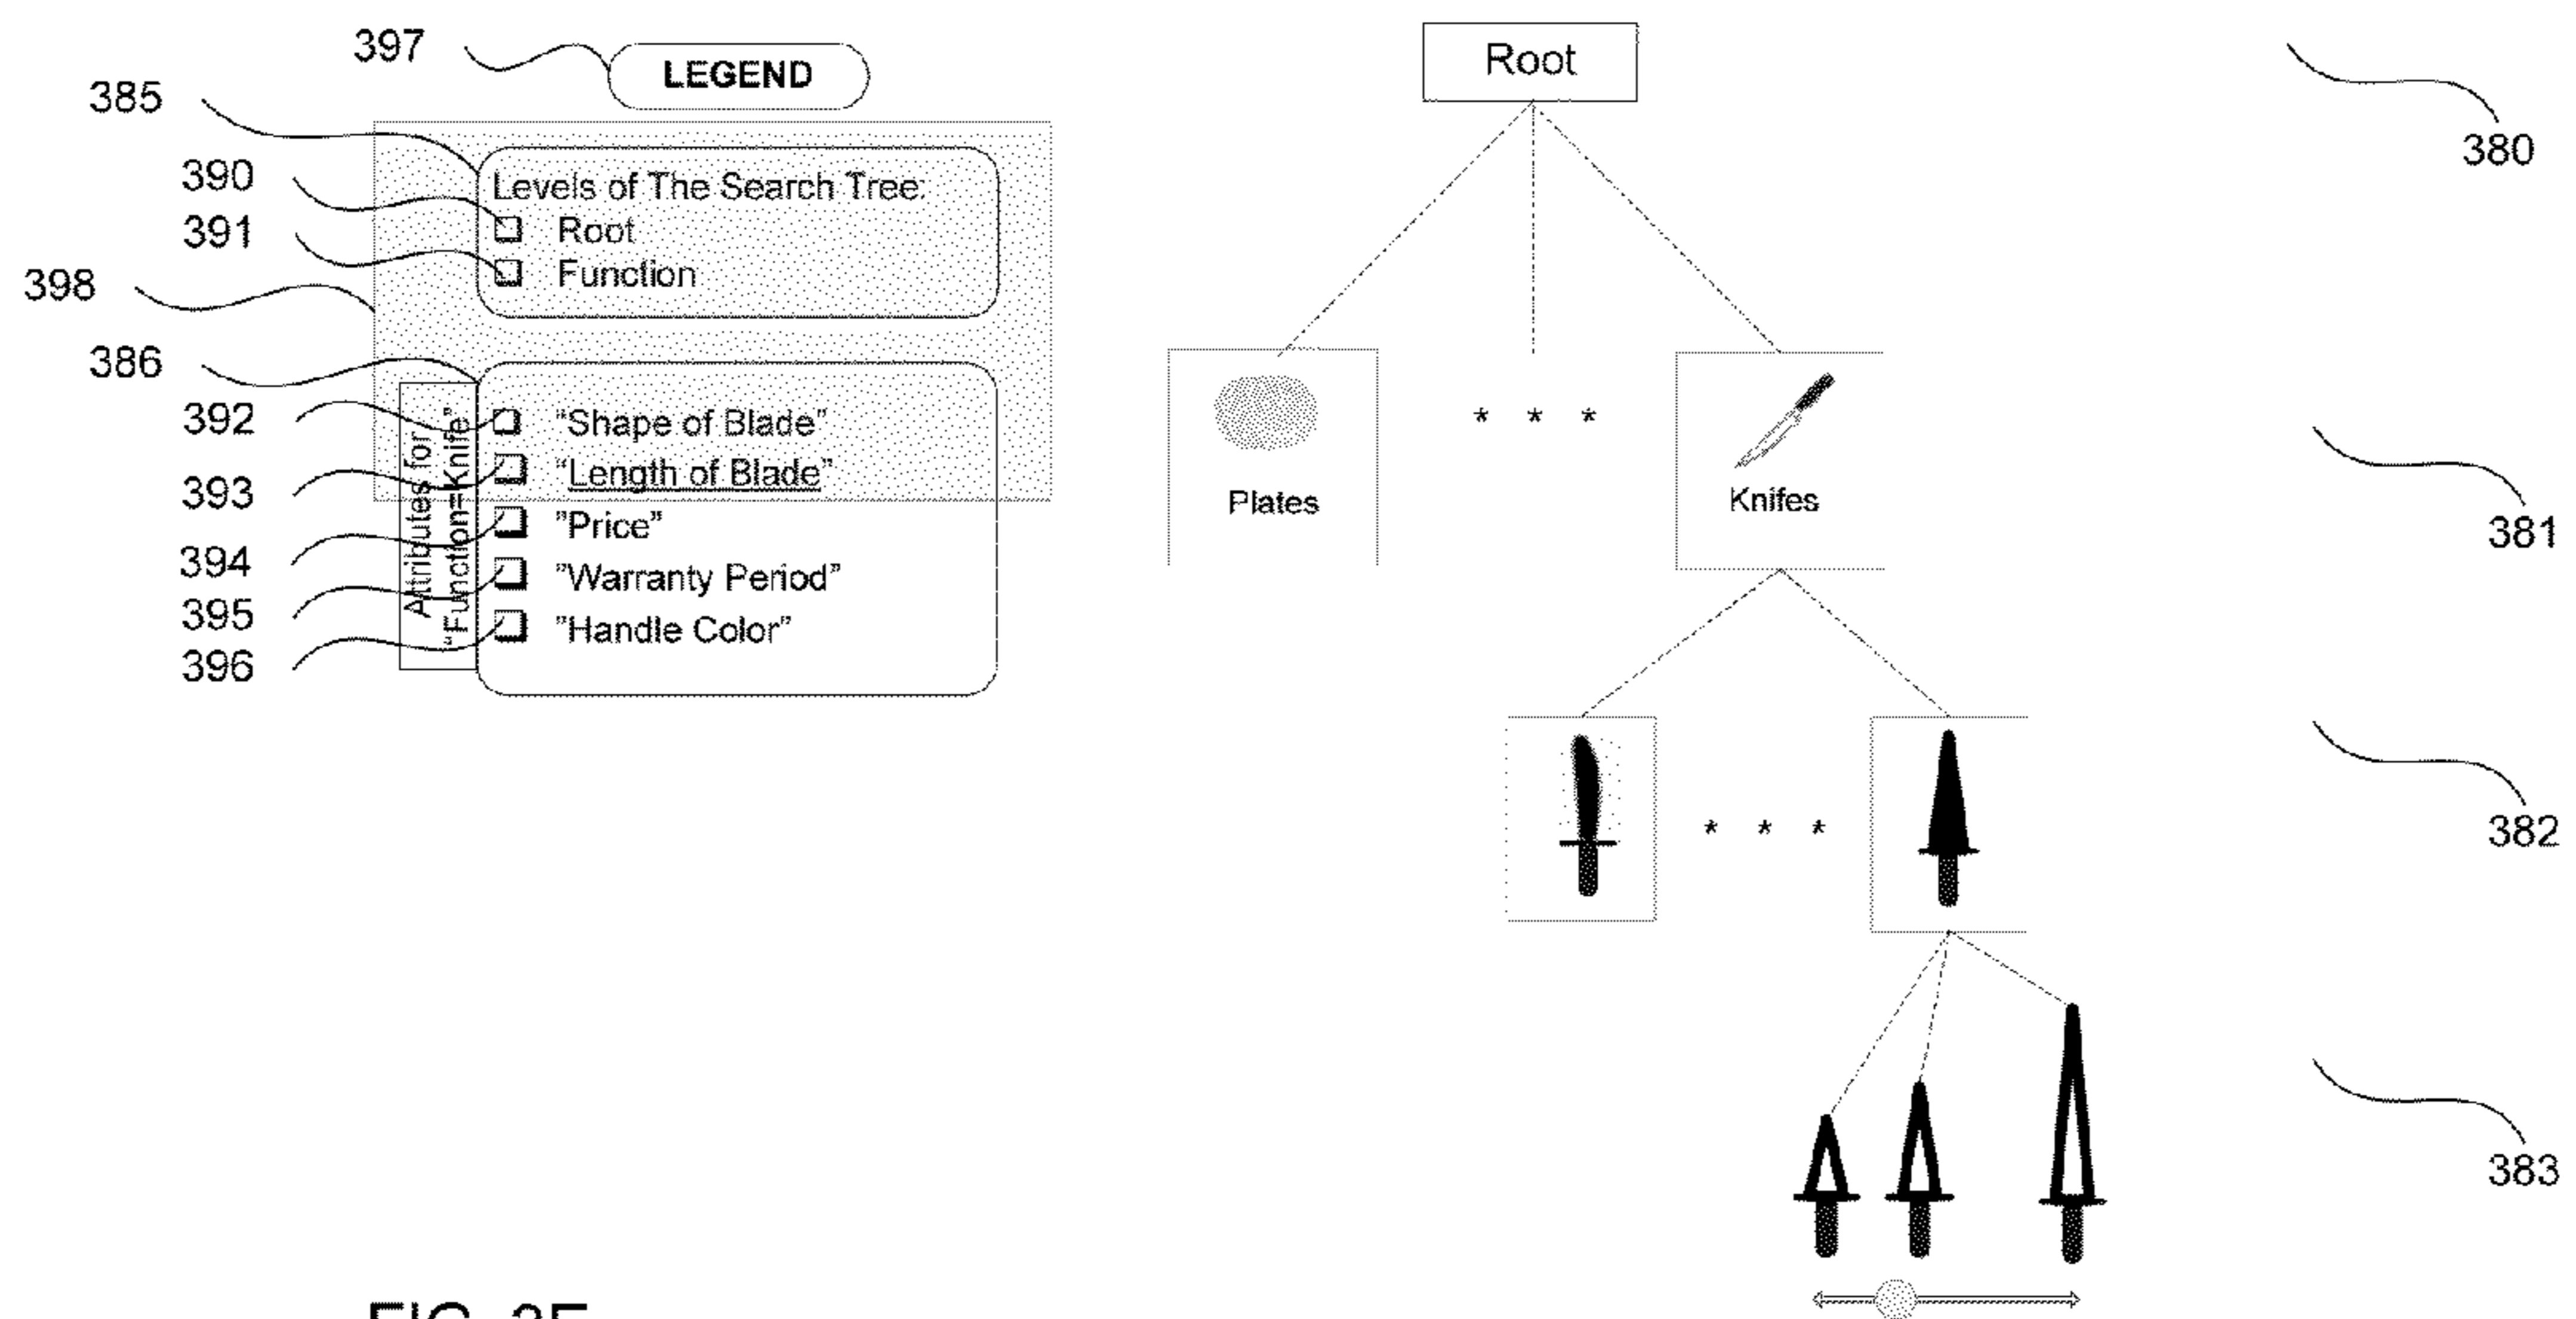 397
LEGEND
385
390
Levels of The Search Tree:
391
Root
398
Function
386
392
"Shape of Blade"
393
"Length of Blade"
394
"Price"
395
"Warranty Period"
396
"Handle Color"
Attributes for
"Function=Knife"
Root
380
* * *
Plates
Knifes
381
* * *
382
383